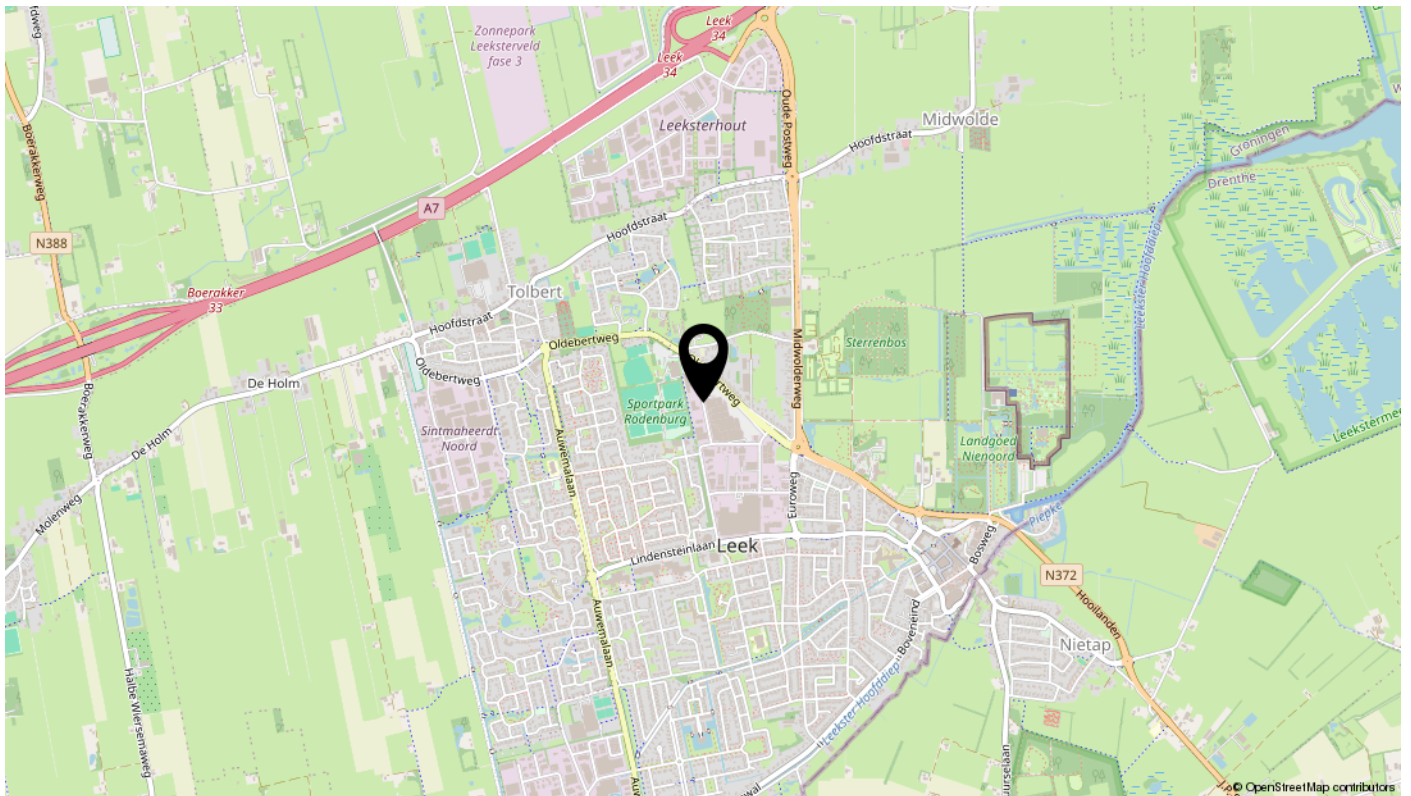 Zonnepark
Leeksterveld
fase 3
Leek
34
Leek
34
Leeksterhout
Oude Postweg
Midwolde
Hoofdstraat
Groningen
Drenthe
Boerakkerweg
N388
A7
Hoofdstraat
Boerakker
33
Tolbert
Hoofdstraat
Oldebertweg
Oldebertweg
Sterrenbos
Midwolderweg
Leekster Hoofddiep
De Holm
De Holm
Boerakkerweg
Molenweg
Sportpark
Rodenburg
Sintmaheerdt
Noord
Landgoed
Nienoord
Auwemalaan
Euroweg
Lindensteinlaan
Leek
Bosweg
N372
Hooilanden
Nietap
Boveneind
Auwemalaan
Leekster Hoofddiep
Halbe Wiersemaweg
© OpenStreetMap contributors